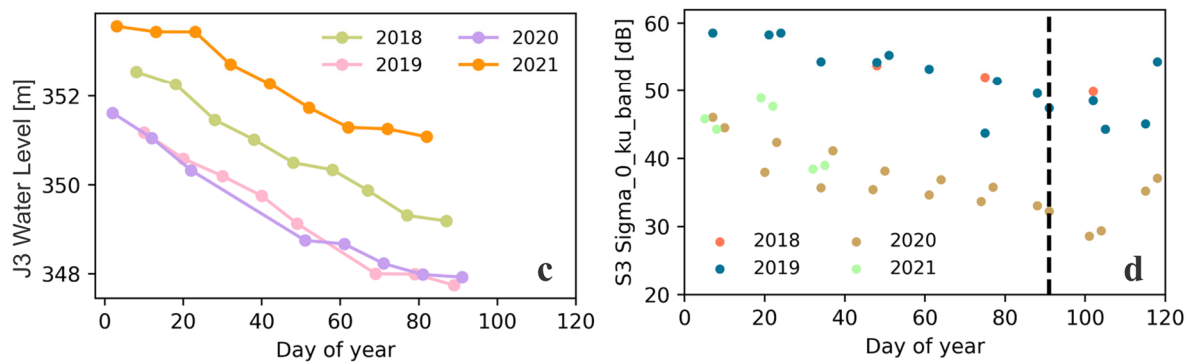 J3 Water Level [m]
352
350
348
0 20 40 60 80 100 120
Day of year
2018 2020
2019 2021
c
S3 Sigma_0_ku_band [dB]
60
50
40
30
20
0 20 40 60 80 100 120
Day of year
2018 2020
2019 2021
d